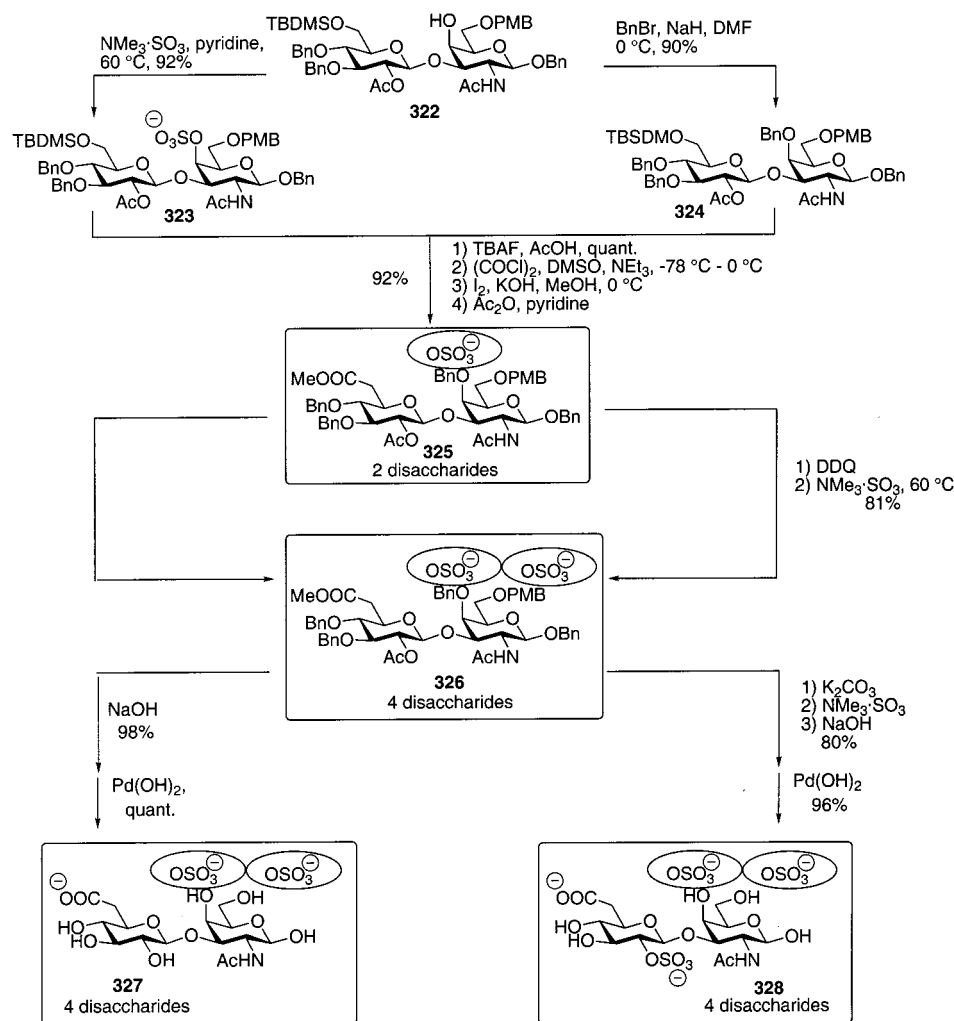 NMe3·SO3, pyridine,
60 °C, 92%
TBDMSO
BnO
BnO
AcO
O
O
HO
OPMB
O
AcHN
OBn
322
BnBr, NaH, DMF
0 °C, 90%
TBDMSO
BnO
BnO
AcO
O
O
⊖
O3SO
OPMB
O
AcHN
OBn
323
TBSDMO
BnO
BnO
AcO
O
O
BnO
OPMB
O
AcHN
OBn
324
92%
1) TBAF, AcOH, quant.
2) (COCl)2, DMSO, NEt3, -78 °C - 0 °C
3) I2, KOH, MeOH, 0 °C
4) Ac2O, pyridine
OSO3⊖
MeOOC
BnO
BnO
AcO
O
O
BnO
OPMB
O
AcHN
OBn
325
2 disaccharides
1) DDQ
2) NMe3·SO3, 60 °C
81%
OSO3⊖
OSO3⊖
MeOOC
BnO
BnO
AcO
O
O
BnO
OPMB
O
AcHN
OBn
326
4 disaccharides
NaOH
98%
Pd(OH)2,
quant.
1) K2CO3
2) NMe3·SO3
3) NaOH
80%
Pd(OH)2
96%
OSO3⊖
OSO3⊖
⊖
OOC
HO
HO
OH
O
O
HO
OH
O
AcHN
OH
327
4 disaccharides
OSO3⊖
OSO3⊖
⊖
OOC
HO
HO
OSO3
⊖
O
O
HO
OH
O
AcHN
OH
328
4 disaccharides